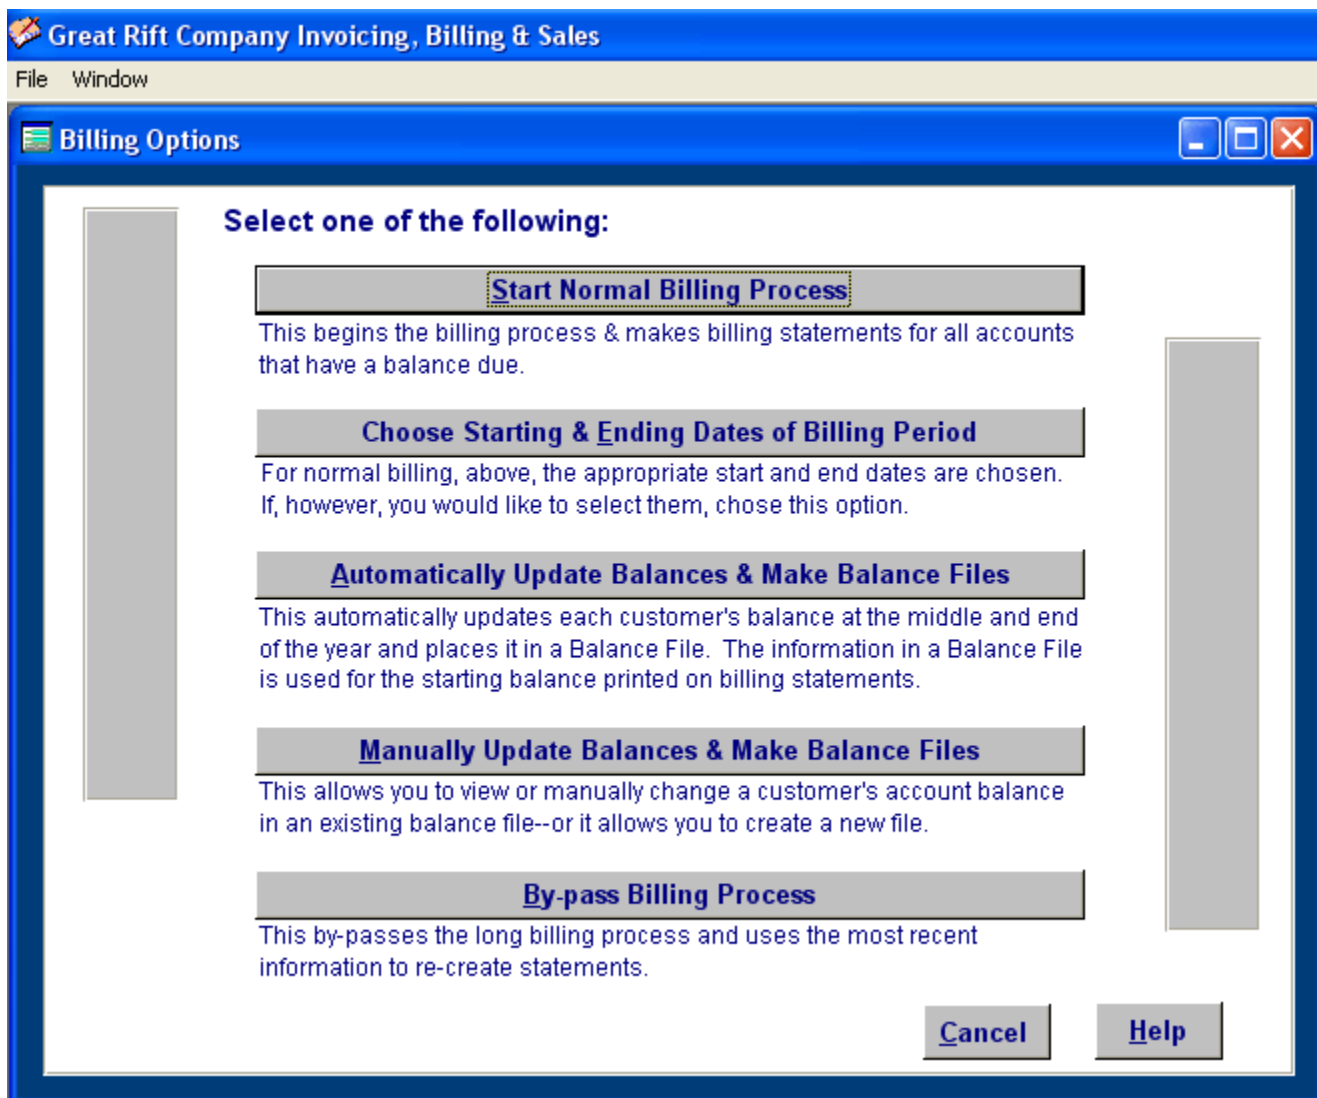 Great Rift Company Invoicing, Billing & Sales
File Window
Billing Options
Select one of the following:
Start Normal Billing Process
This begins the billing process & makes billing statements for all accounts
that have a balance due.
Choose Starting & Ending Dates of Billing Period
For normal billing, above, the appropriate start and end dates are chosen.
If, however, you would like to select them, chose this option.
Automatically Update Balances & Make Balance Files
This automatically updates each customer's balance at the middle and end
of the year and places it in a Balance File.  The information in a Balance File
is used for the starting balance printed on billing statements.
Manually Update Balances & Make Balance Files
This allows you to view or manually change a customer's account balance
in an existing balance file--or it allows you to create a new file.
By-pass Billing Process
This by-passes the long billing process and uses the most recent
information to re-create statements.
Cancel Help